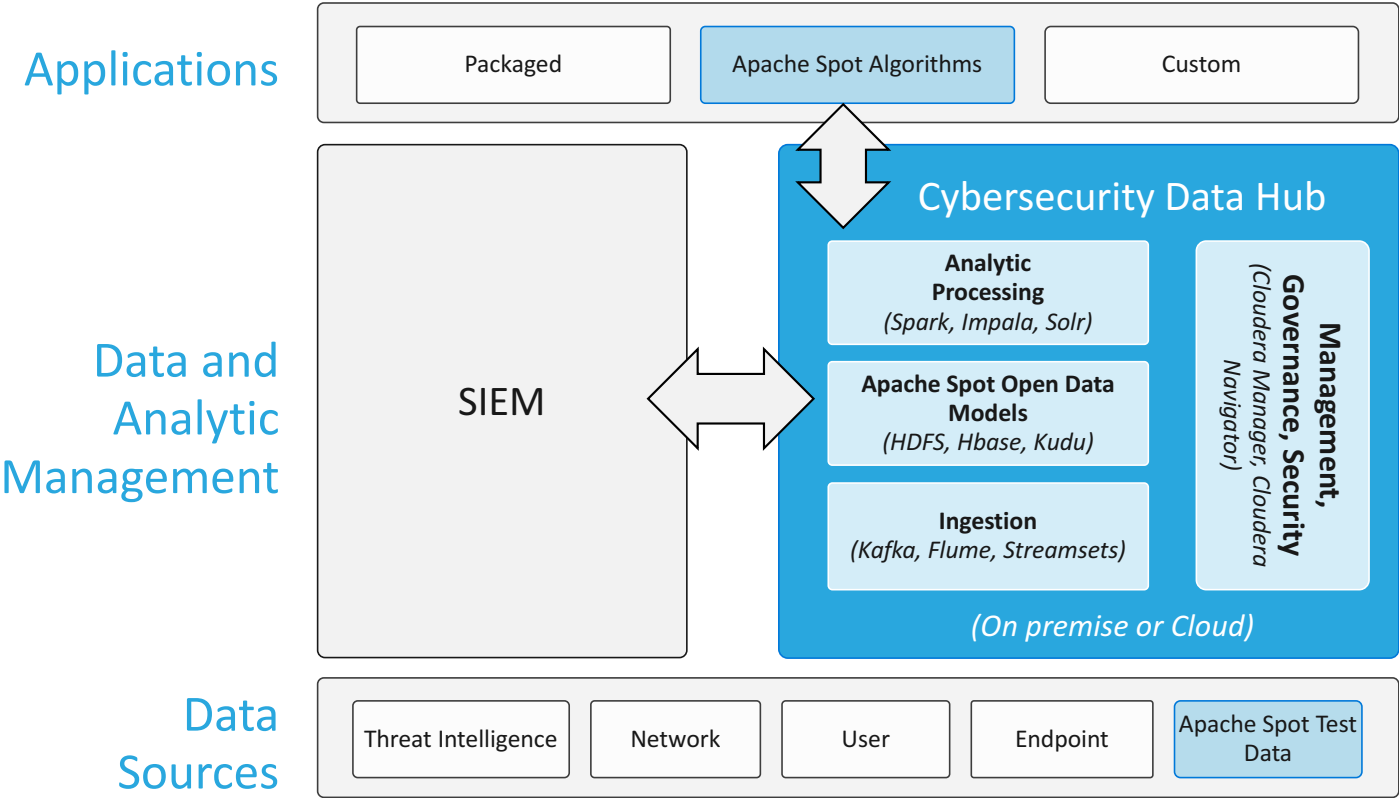 Applications
Packaged
Apache Spot Algorithms
Custom
Data and
Analytic
Management
SIEM
Cybersecurity Data Hub
Analytic
Processing
(Spark, Impala, Solr)
Apache Spot Open Data
Models
(HDFS, Hbase, Kudu)
Ingestion
(Kafka, Flume, Streamsets)
Management,
Governance, Security
(Cloudera Manager, Cloudera
Navigator)
(On premise or Cloud)
Data
Sources
Threat Intelligence
Network
User
Endpoint
Apache Spot Test
Data